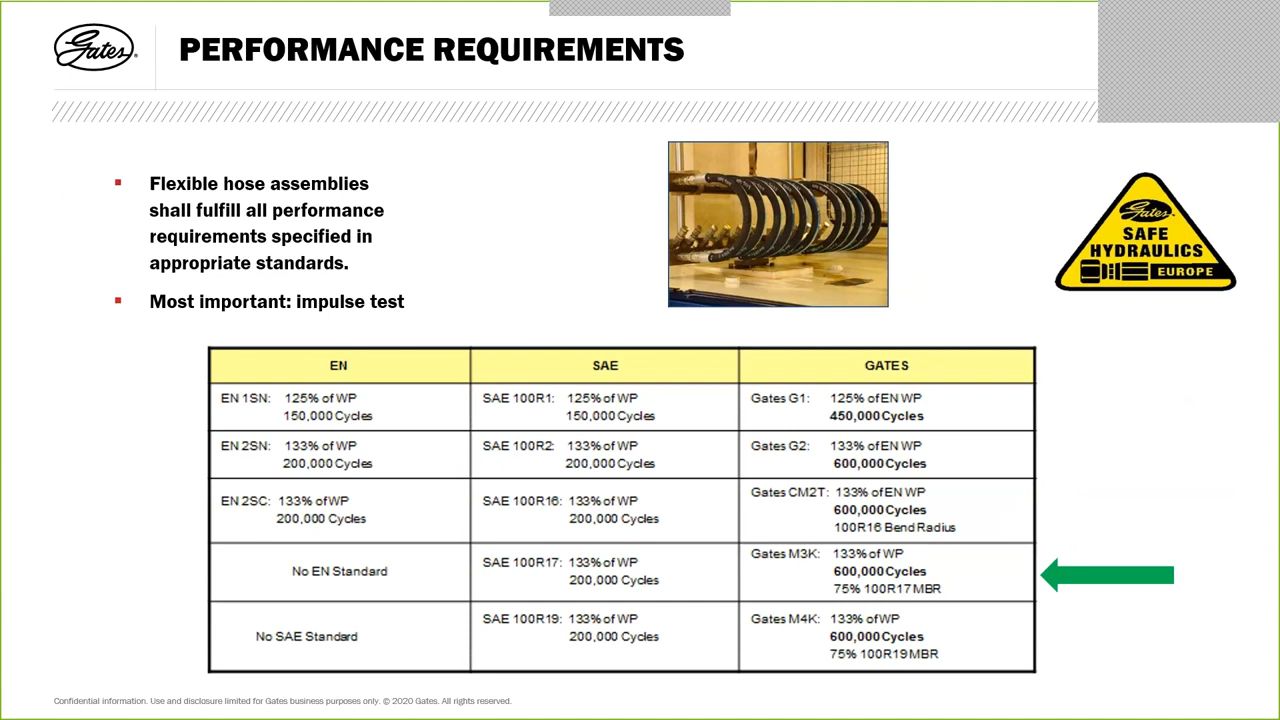 Gates
PERFORMANCE REQUIREMENTS
Flexible hose assemblies
shall fulfill all performance
requirements specified in
appropriate standards.
Most important: impulse test
Gates
SAFE
HYDRAULICS
EUROPE
EN SAE GATES
EN 1SN: 125% of WP
150,000 Cycles
SAE 100R1: 125% of WP
150,000 Cycles
Gates G1: 125% of EN WP
450,000 Cycles
EN 2SN: 133% of WP
200,000 Cycles
SAE 100R2: 133% of WP
200,000 Cycles
Gates G2: 133% of EN WP
600,000 Cycles
EN 2SC: 133% of WP
200,000 Cycles
SAE 100R16: 133% of WP
200,000 Cycles
Gates CM2T: 133% of EN WP
600,000 Cycles
100R16 Bend Radius
No EN Standard
SAE 100R17: 133% of WP
200,000 Cycles
Gates M3K: 133% of WP
600,000 Cycles
75% 100R17 MBR
No SAE Standard
SAE 100R19: 133% of WP
200,000 Cycles
Gates M4K: 133% of WP
600,000 Cycles
75% 100R19 MBR
Confidential information. Use and disclosure limited for Gates business purposes only. © 2020 Gates. All rights reserved.